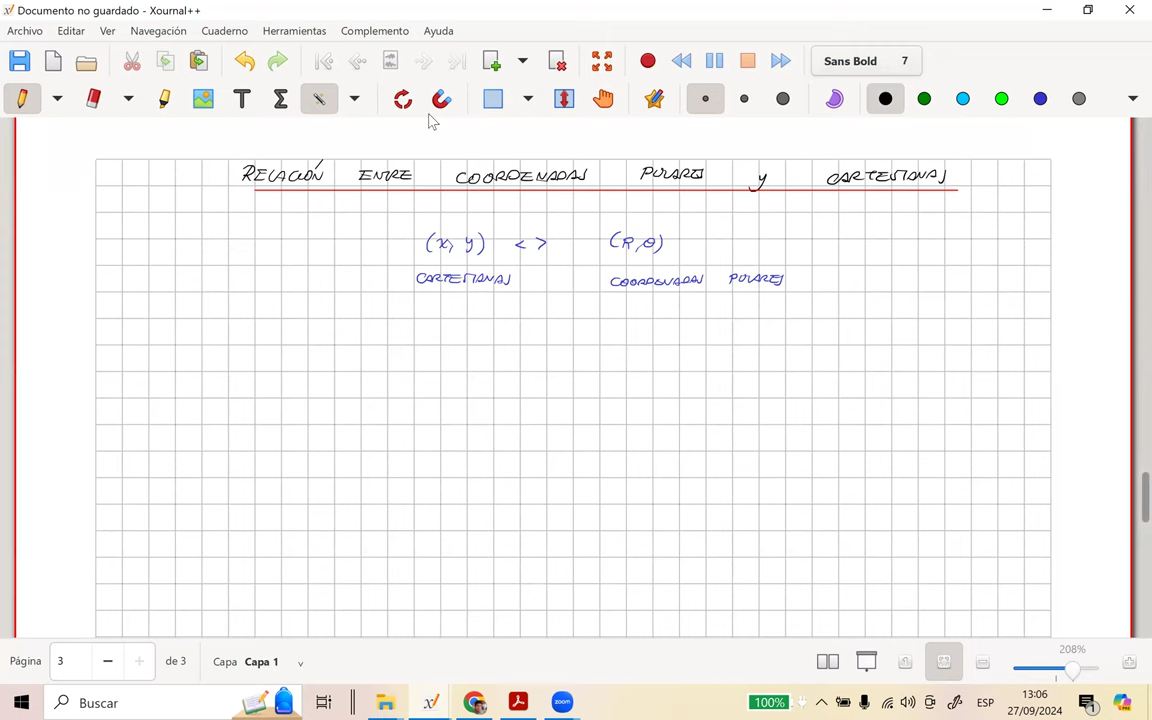 Documento no guardado - Xournal++
Archivo Editar Ver Navegación Cuaderno Herramientas Complemento Ayuda
Sans Bold 7
RELACIÓN ENTRE COORDENADAS POLARES y CARTESIANAS
(x, y) < > (R, θ)
CARTESIANAS COORDENADAS POLARES
Página 3 de 3 Capa Capa 1 208%
Buscar 100% ESP 13:06
27/09/2024 1